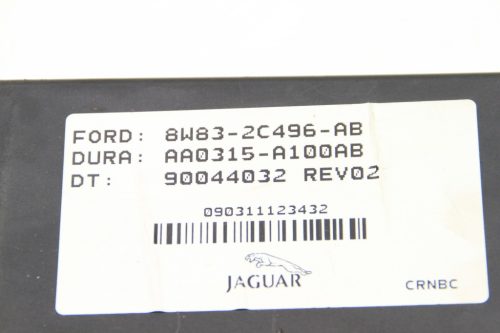 FORD: 8W83-2C496-AB
DURA: AA0315-A100AB
DT: 90044032 REV02
090311123432
JAGUAR
CRNBC